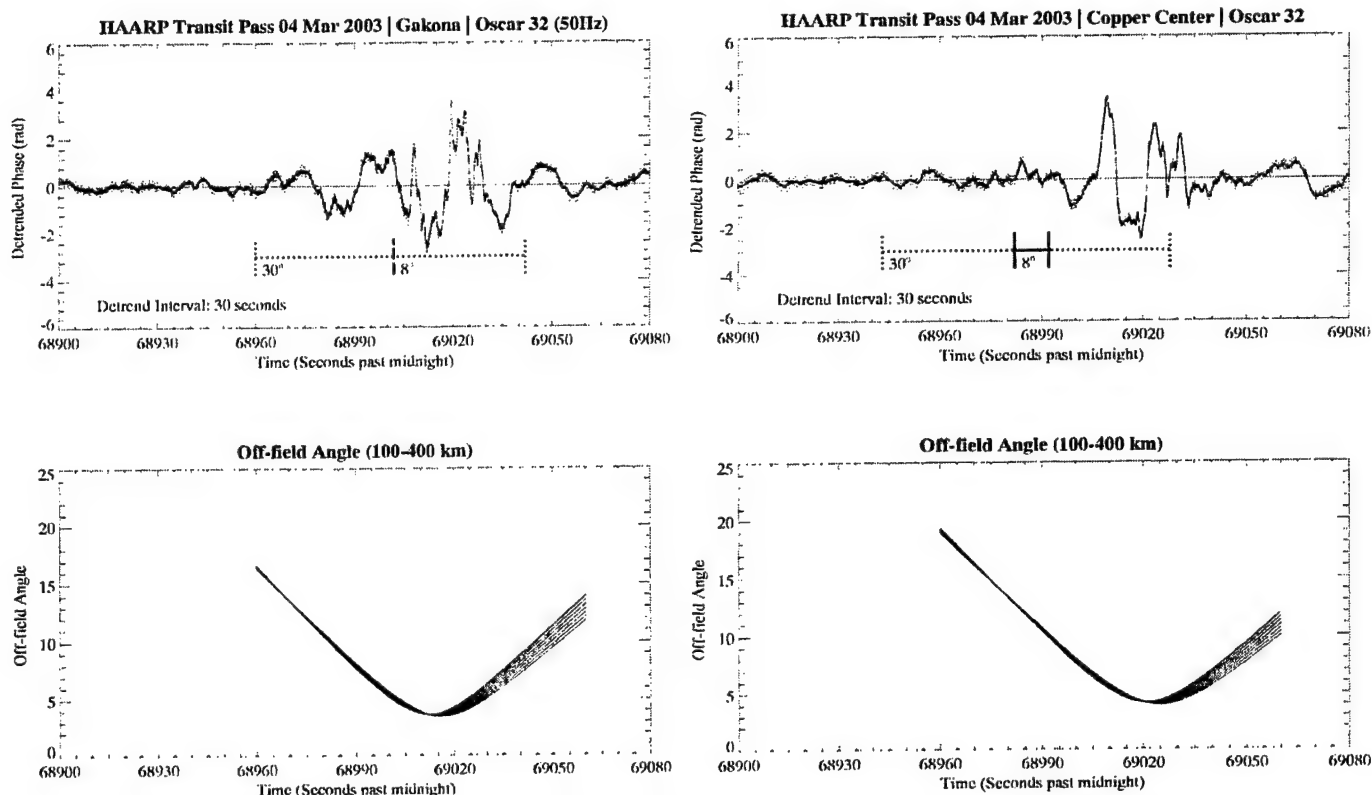 HAARP Transit Pass 04 Mar 2003 | Gakona | Oscar 32 (50Hz)
6
4
2
0
-2
-4
-6
Detrended Phase (rad)
30°
8°
Detrend Interval: 30 seconds
68900 68930 68960 68990 69020 69050 69080
Time (Seconds past midnight)
HAARP Transit Pass 04 Mar 2003 | Copper Center | Oscar 32
6
4
2
0
-2
-4
-6
Detrended Phase (rad)
30°
8°
Detrend Interval: 30 seconds
68900 68930 68960 68990 69020 69050 69080
Time (Seconds past midnight)
Off-field Angle (100-400 km)
25
20
15
10
5
0
Off-field Angle
68900 68930 68960 68990 69020 69050 69080
Time (Seconds past midnight)
Off-field Angle (100-400 km)
25
20
15
10
5
0
Off-field Angle
68900 68930 68960 68990 69020 69050 69080
Time (Seconds past midnight)